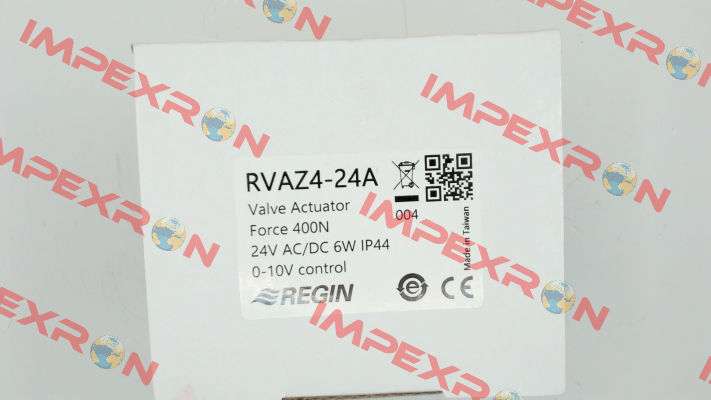 RVAZ4-24A
Valve Actuator
Force 400N
24V AC/DC 6W IP44
0-10V control
REGIN
004
Made in Taiwan
e
CE
IMPEXRON
IMPEXRON
IMPEXRON
IMPEXRON
IMPEXRON
IMPEXRON
IMPEXRON